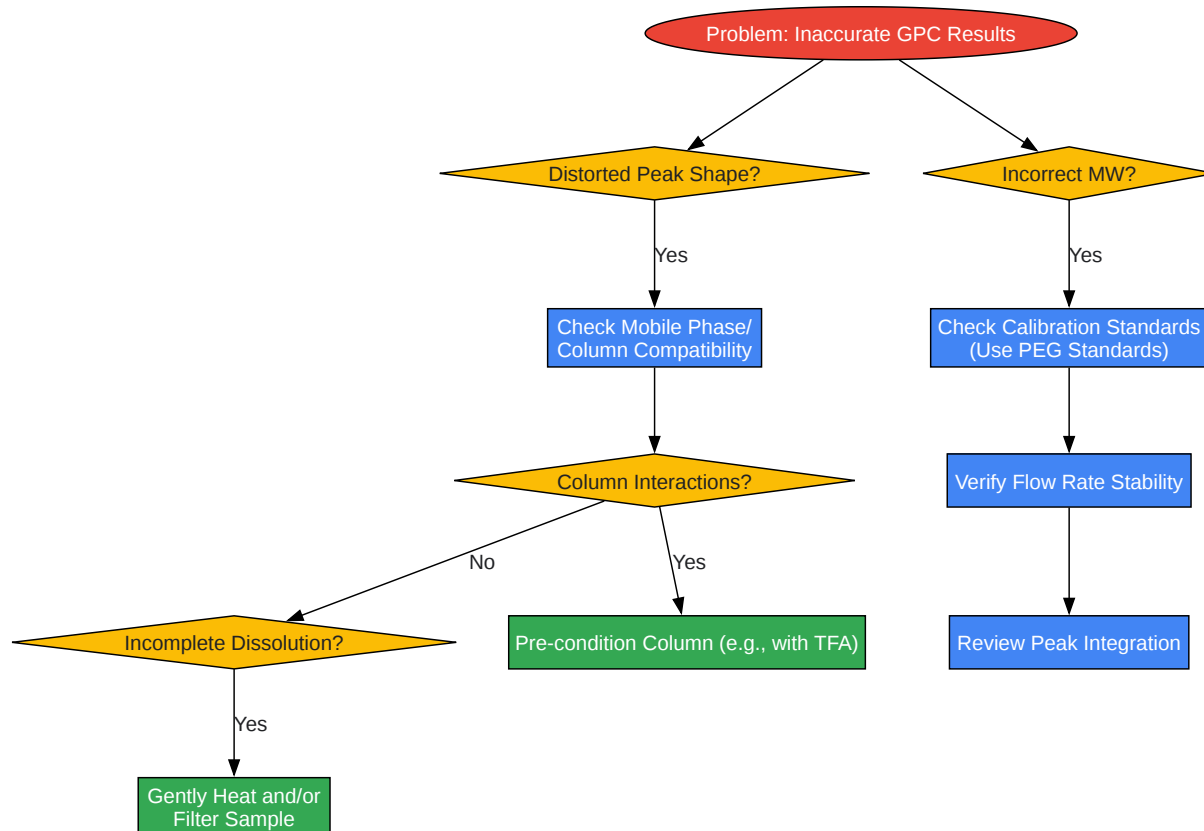 Problem: Inaccurate GPC Results
Distorted Peak Shape?
Incorrect MW?
Yes
Yes
Check Mobile Phase/
Column Compatibility
Check Calibration Standards
(Use PEG Standards)
Column Interactions?
Verify Flow Rate Stability
No
Yes
Incomplete Dissolution?
Pre-condition Column (e.g., with TFA)
Review Peak Integration
Yes
Gently Heat and/or
Filter Sample